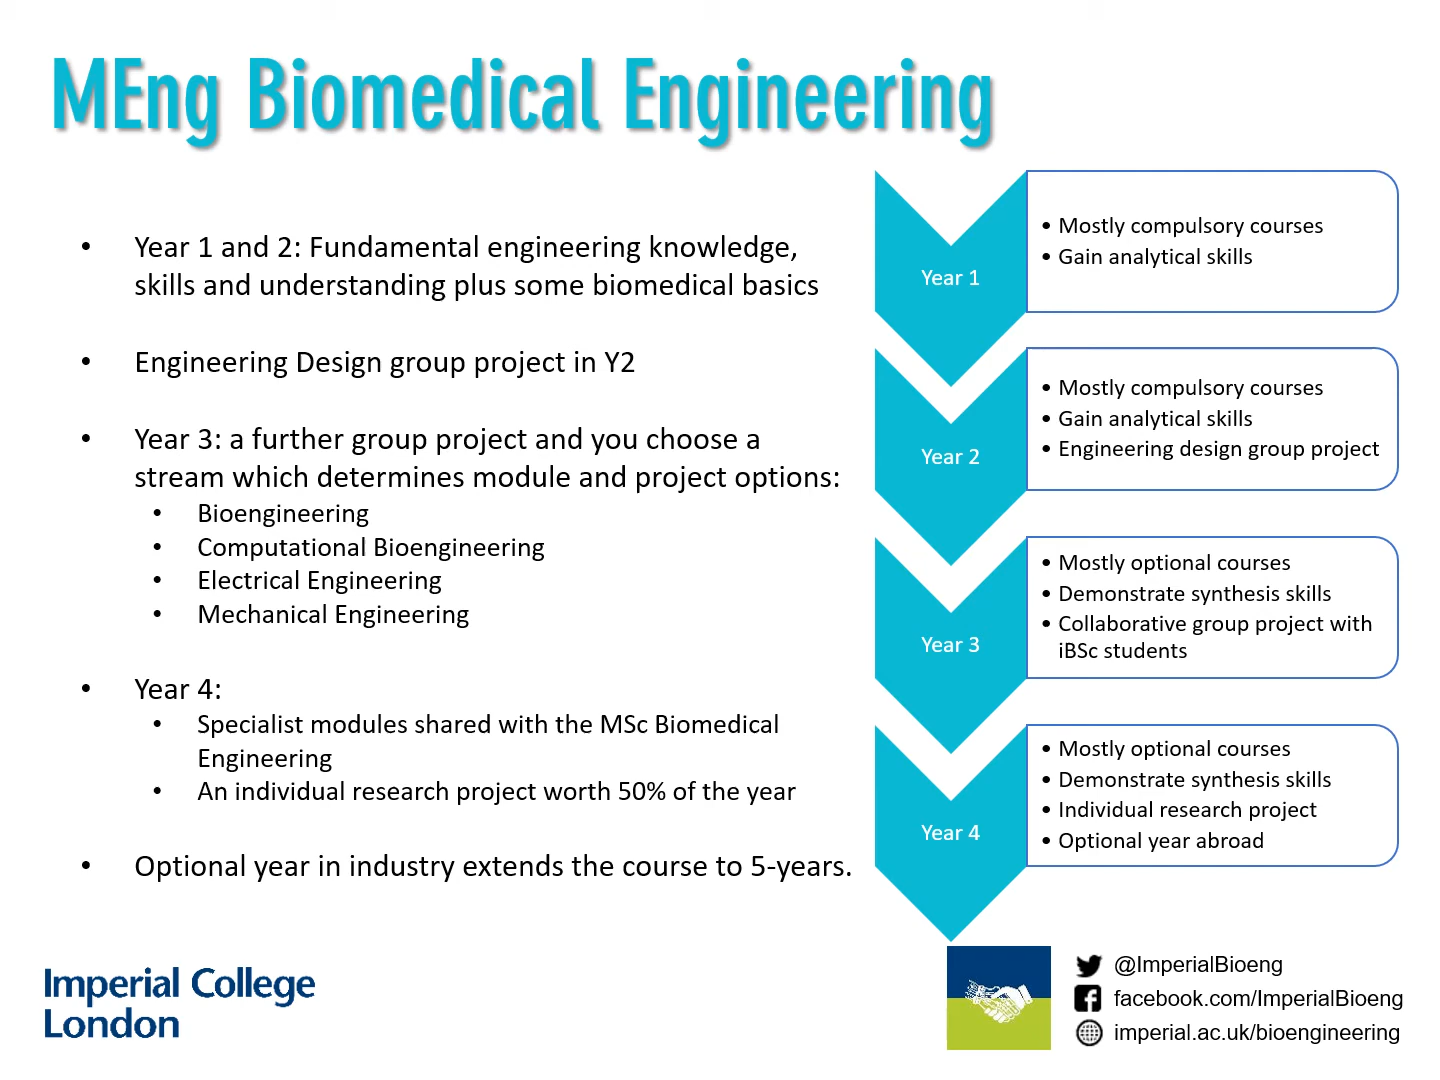 MEng Biomedical Engineering
• Year 1 and 2: Fundamental engineering knowledge,
skills and understanding plus some biomedical basics
• Engineering Design group project in Y2
• Year 3: a further group project and you choose a
stream which determines module and project options:
• Bioengineering
• Computational Bioengineering
• Electrical Engineering
• Mechanical Engineering
• Year 4:
• Specialist modules shared with the MSc Biomedical
Engineering
• An individual research project worth 50% of the year
• Optional year in industry extends the course to 5-years.
Year 1
• Mostly compulsory courses
• Gain analytical skills
Year 2
• Mostly compulsory courses
• Gain analytical skills
• Engineering design group project
Year 3
• Mostly optional courses
• Demonstrate synthesis skills
• Collaborative group project with
iBSc students
Year 4
• Mostly optional courses
• Demonstrate synthesis skills
• Individual research project
• Optional year abroad
Imperial College
London
@ImperialBioeng
facebook.com/ImperialBioeng
imperial.ac.uk/bioengineering